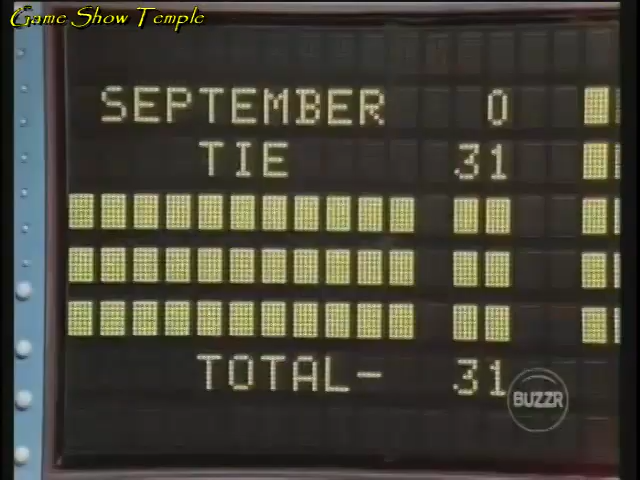 Game Show Temple
SEPTEMBER 0
TIE 31
TOTAL- 31
BUZZR